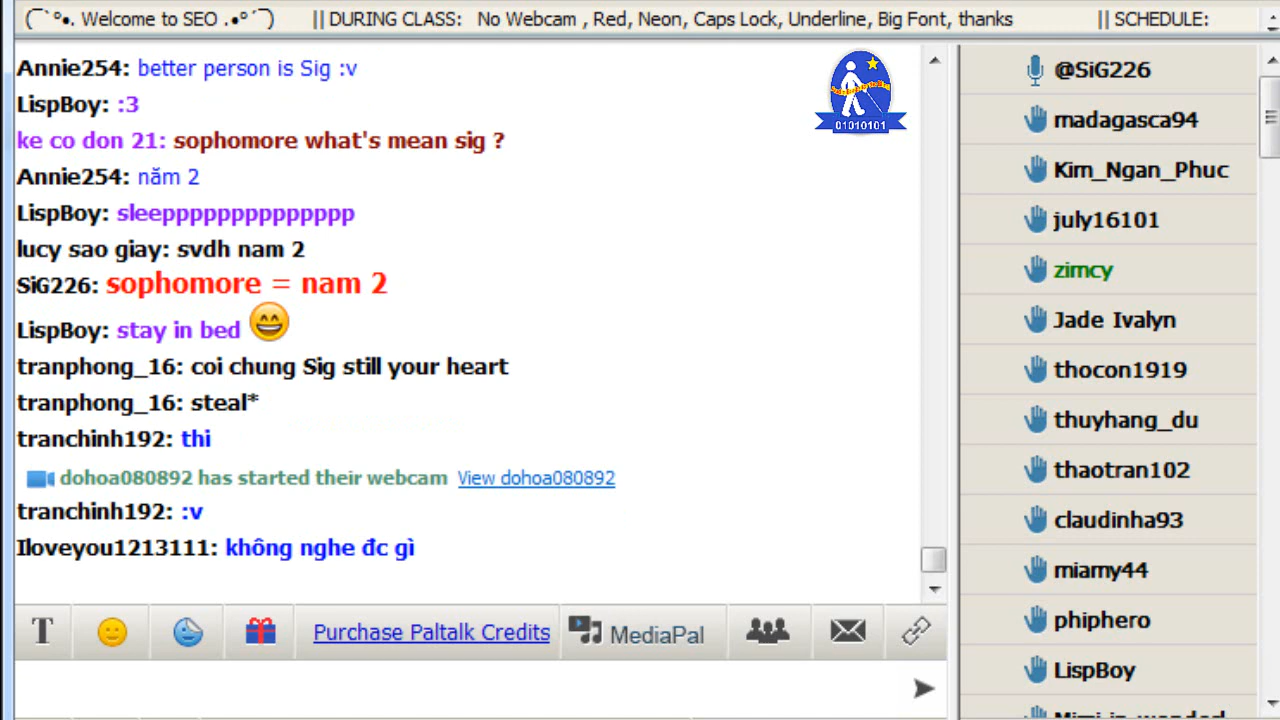 (¯`°•. Welcome to SEO .•°´¯) || DURING CLASS: No Webcam , Red, Neon, Caps Lock, Underline, Big Font, thanks || SCHEDULE:
Annie254: better person is Sig :v
LispBoy: :3
ke co don 21: sophomore what's mean sig ?
Annie254: năm 2
LispBoy: sleepppppppppppppp
lucy sao giay: svdh nam 2
SiG226: sophomore = nam 2
LispBoy: stay in bed
tranphong_16: coi chung Sig still your heart
tranphong_16: steal*
tranchinh192: thi
dohoa080892 has started their webcam View dohoa080892
tranchinh192: :v
Iloveyou1213111: không nghe đc gì
01010101
T
Purchase Paltalk Credits
MediaPal
@SiG226
madagasca94
Kim_Ngan_Phuc
july16101
zimcy
Jade Ivalyn
thocon1919
thuyhang_du
thaotran102
claudinha93
miamy44
phiphero
LispBoy